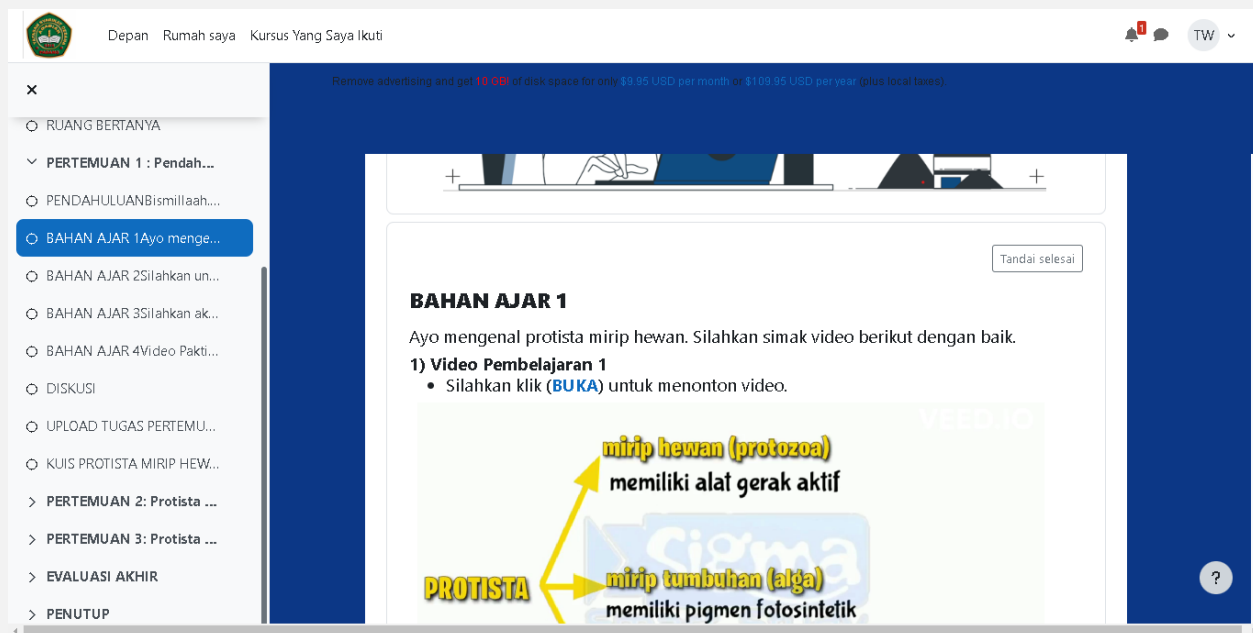 Depan Rumah saya Kursus Yang Saya Ikuti
1
TW
Remove advertising and get 10 GB! of disk space for only $9.95 USD per month or $109.95 USD per year (plus local taxes)
RUANG BERTANYA
PERTEMUAN 1 : Pendah...
PENDAHULUANBismillaah....
BAHAN AJAR 1Ayo menge...
BAHAN AJAR 2Silahkan un...
BAHAN AJAR 3Silahkan ak...
BAHAN AJAR 4Video Pakti...
DISKUSI
UPLOAD TUGAS PERTEMU...
KUIS PROTISTA MIRIP HEW...
PERTEMUAN 2: Protista ...
PERTEMUAN 3: Protista ...
EVALUASI AKHIR
PENUTUP
Tandai selesai
BAHAN AJAR 1
Ayo mengenal protista mirip hewan. Silahkan simak video berikut dengan baik.
1) Video Pembelajaran 1
• Silahkan klik (BUKA) untuk menonton video.
VEED.IO
mirip hewan (protozoa)
memiliki alat gerak aktif
Sigma
PROTISTA
mirip tumbuhan (alga)
memiliki pigmen fotosintetik
?